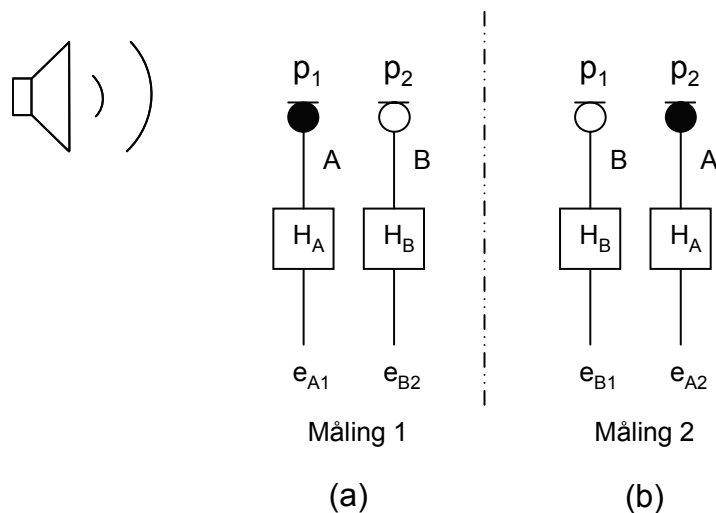 p1 p2 p1 p2
A B B A
HA HB HB HA
eA1 eB2 eB1 eA2
Måling 1 Måling 2
(a) (b)